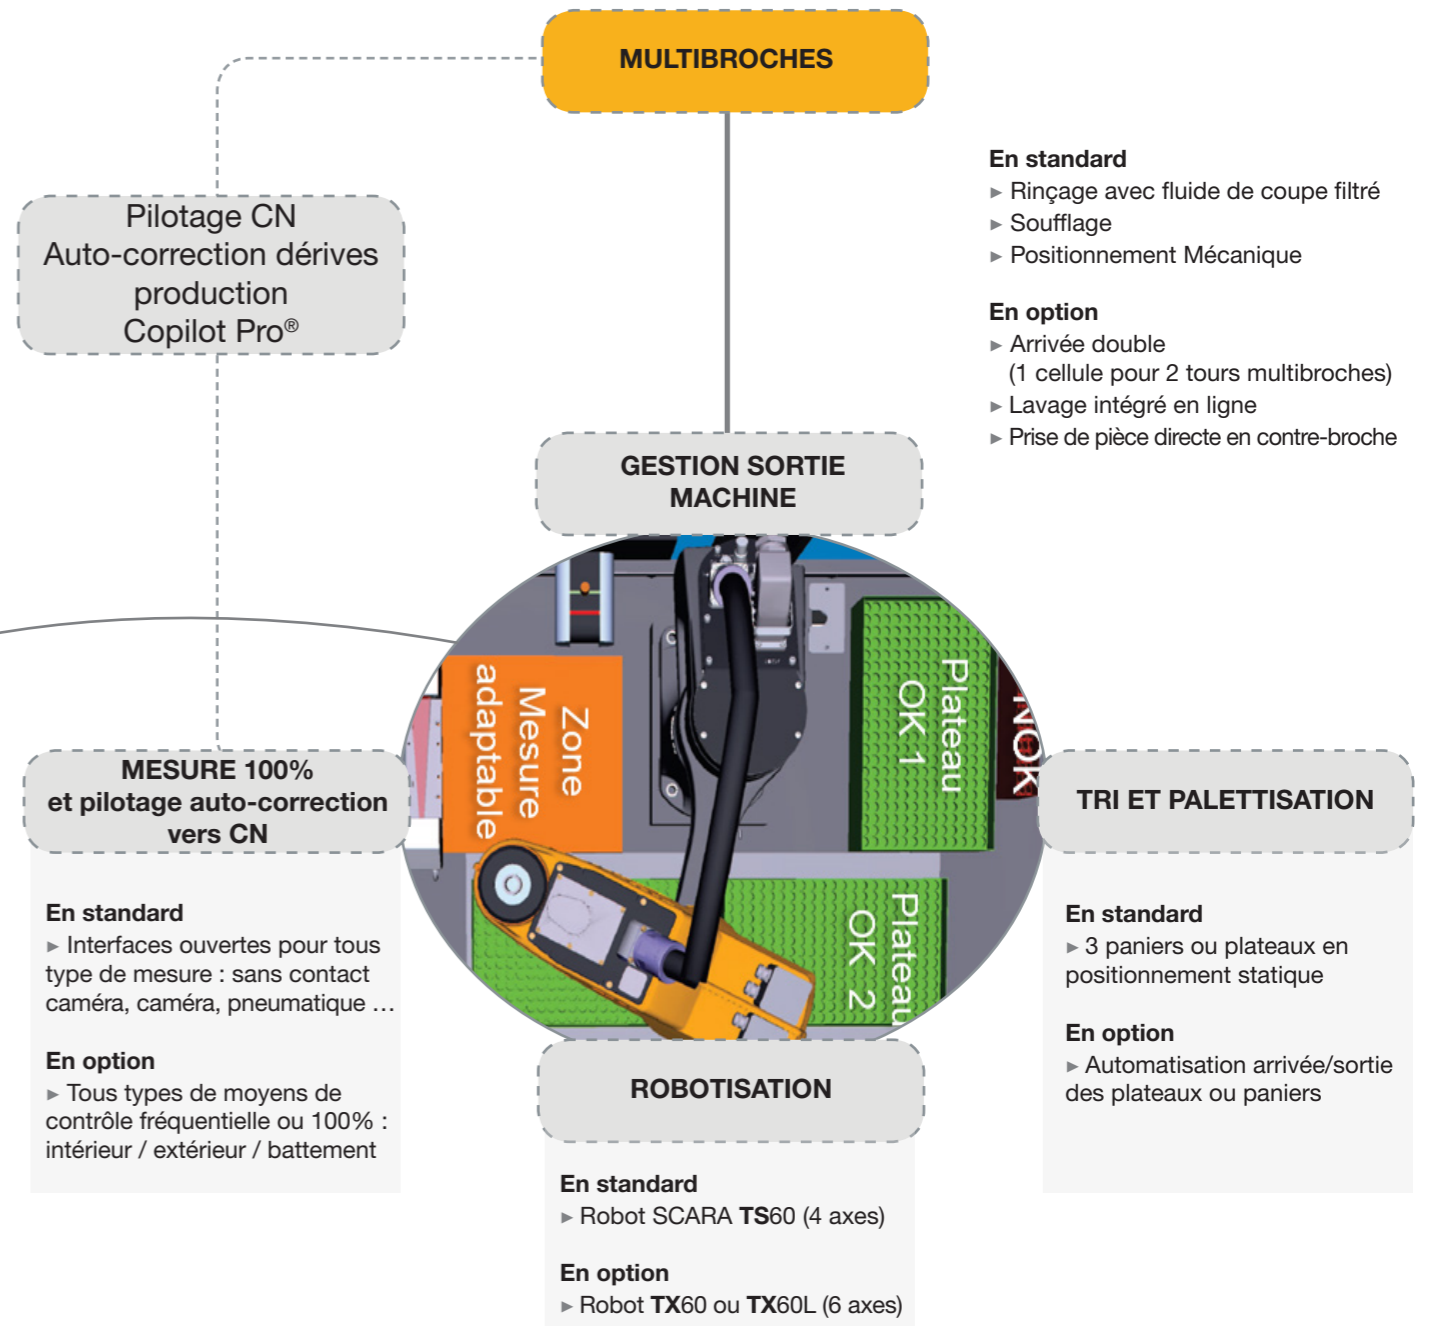 MULTIBROCHES
Pilotage CN
Auto-correction dérives
production
Copilot Pro®
En standard
► Rinçage avec fluide de coupe filtré
► Soufflage
► Positionnement Mécanique
En option
► Arrivée double
(1 cellule pour 2 tours multibroches)
► Lavage intégré en ligne
► Prise de pièce directe en contre-broche
GESTION SORTIE
MACHINE
Zone
Mesure
adaptable
Plateau
OK 1
NOK
Plateau
OK 2
MESURE 100%
et pilotage auto-correction
vers CN
En standard
► Interfaces ouvertes pour tous
type de mesure : sans contact
caméra, caméra, pneumatique ...
En option
► Tous types de moyens de
contrôle fréquentielle ou 100% :
intérieur / extérieur / battement
ROBOTISATION
En standard
► Robot SCARA TS60 (4 axes)
En option
► Robot TX60 ou TX60L (6 axes)
TRI ET PALETTISATION
En standard
► 3 paniers ou plateaux en
positionnement statique
En option
► Automatisation arrivée/sortie
des plateaux ou paniers